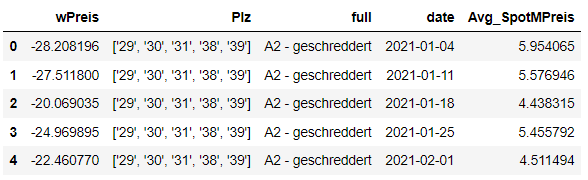 wPreis Plz full date Avg_SpotMPreis
0 -28.208196 ['29', '30', '31', '38', '39'] A2 - geschreddert 2021-01-04 5.954065
1 -27.511800 ['29', '30', '31', '38', '39'] A2 - geschreddert 2021-01-11 5.576946
2 -20.069035 ['29', '30', '31', '38', '39'] A2 - geschreddert 2021-01-18 4.438315
3 -24.969895 ['29', '30', '31', '38', '39'] A2 - geschreddert 2021-01-25 5.455792
4 -22.460770 ['29', '30', '31', '38', '39'] A2 - geschreddert 2021-02-01 4.511494